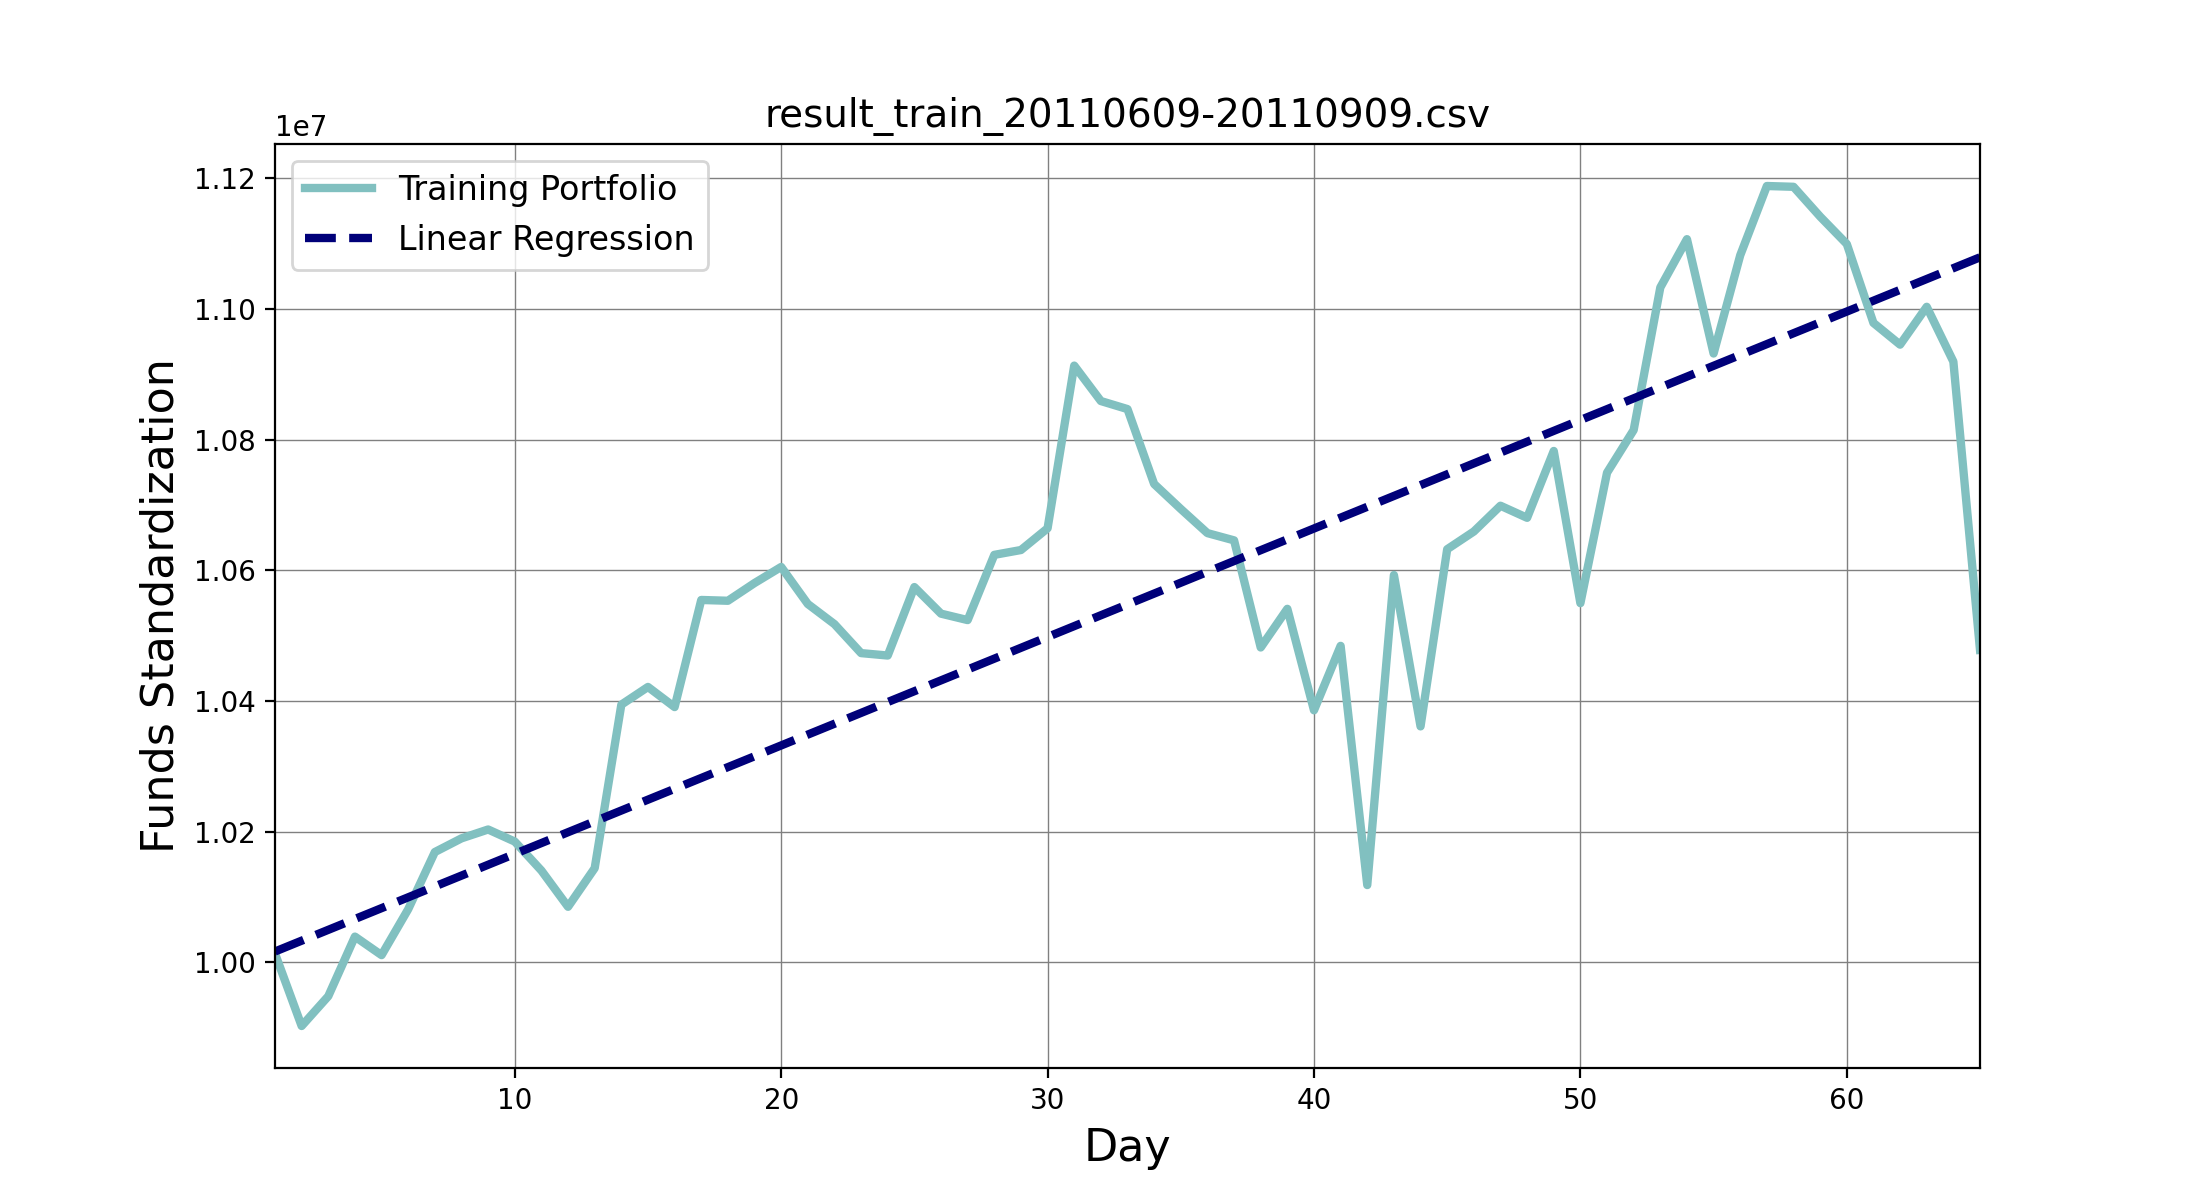 result_train_20110609-20110909.csv
1e7
Training Portfolio
Linear Regression
1.12
1.10
1.08
1.06
1.04
1.02
1.00
Funds Standardization
10 20 30 40 50 60
Day